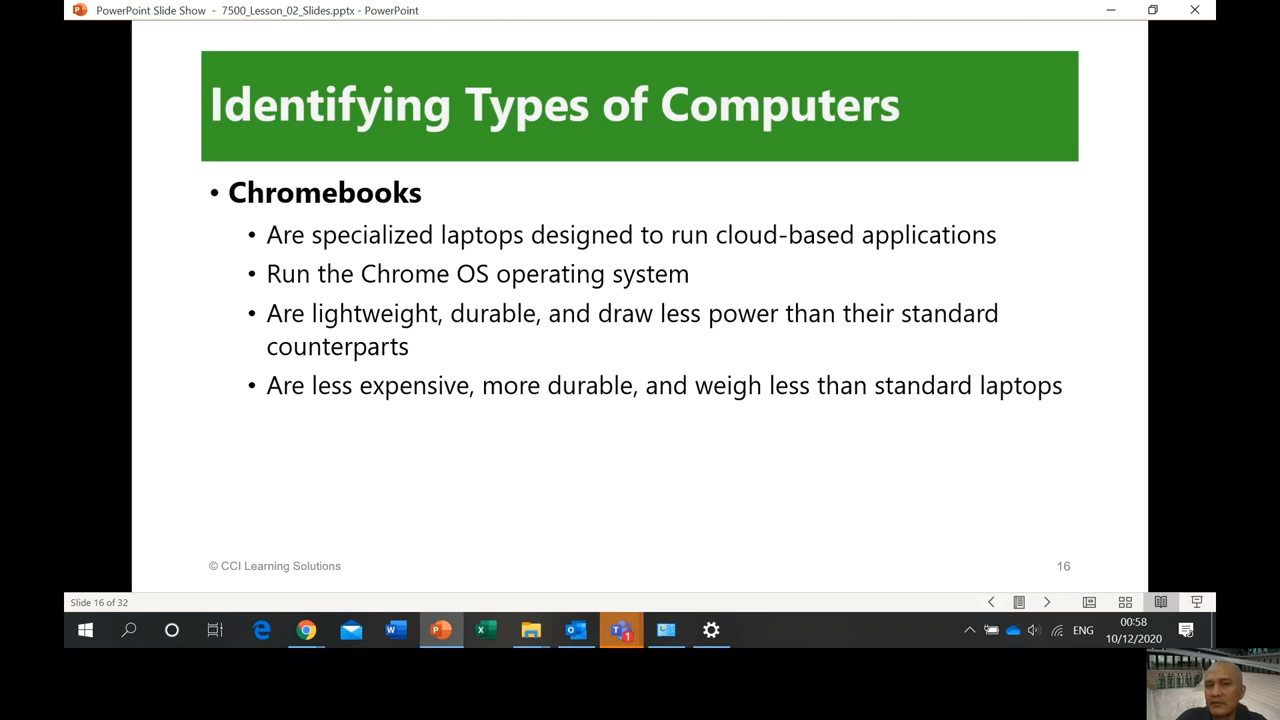 PowerPoint Slide Show - 7500_Lesson_02_Slides.pptx - PowerPoint
Identifying Types of Computers
• Chromebooks
• Are specialized laptops designed to run cloud-based applications
• Run the Chrome OS operating system
• Are lightweight, durable, and draw less power than their standard
counterparts
• Are less expensive, more durable, and weigh less than standard laptops
© CCI Learning Solutions
16
Slide 16 of 32
ENG
00:58
10/12/2020